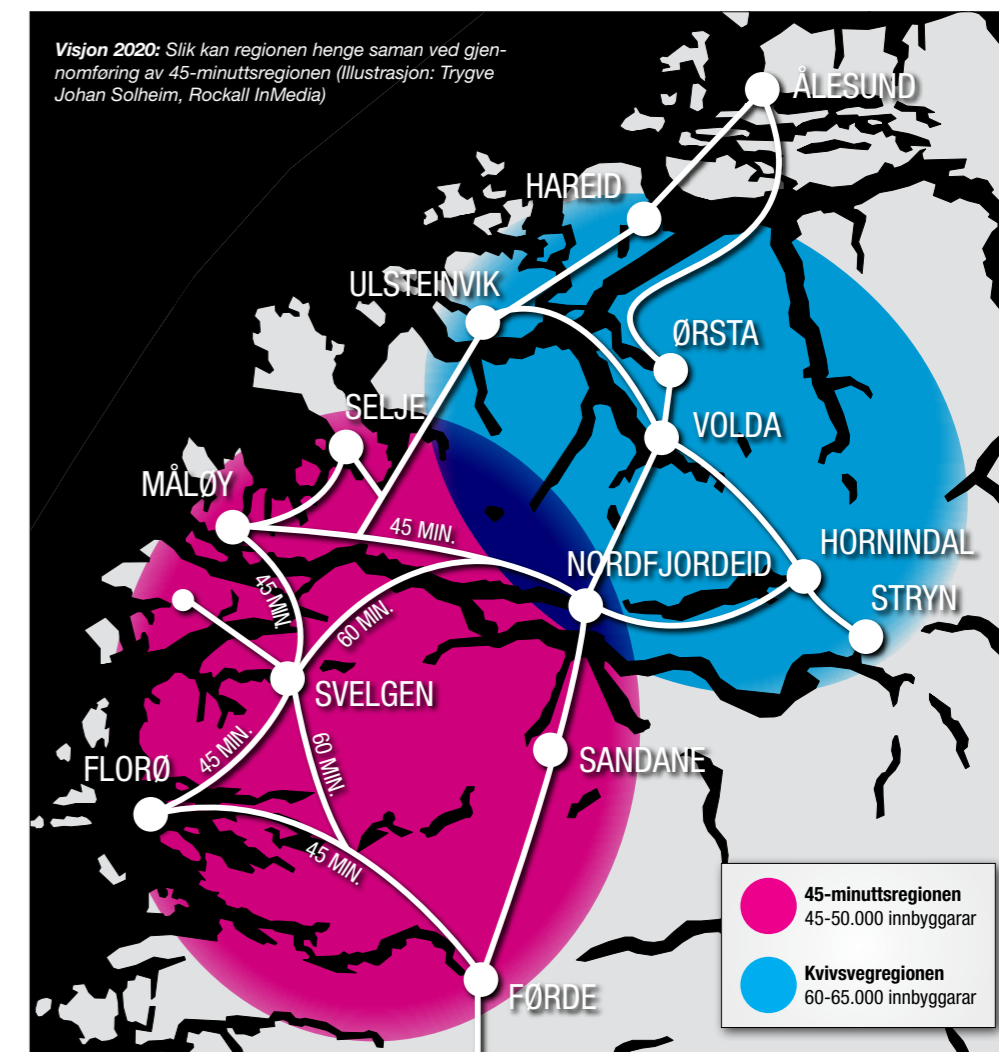 Visjon 2020: Slik kan regionen henge saman ved gjen-
nomføring av 45-minuttsregionen (Illustrasjon: Trygve
Johan Solheim, Rockall InMedia)
ÅLESUND
HAREID
ULSTEINVIK
ØRSTA
SELJE
VOLDA
MÅLØY
45 MIN.
HORNINDAL
NORDFJORDEID
STRYN
45 MIN.
60 MIN.
SVELGEN
45 MIN.
60 MIN.
SANDANE
FLORØ
45 MIN.
FØRDE
45-minuttsregionen
45-50.000 innbyggarar
Kvivsvegregionen
60-65.000 innbyggarar